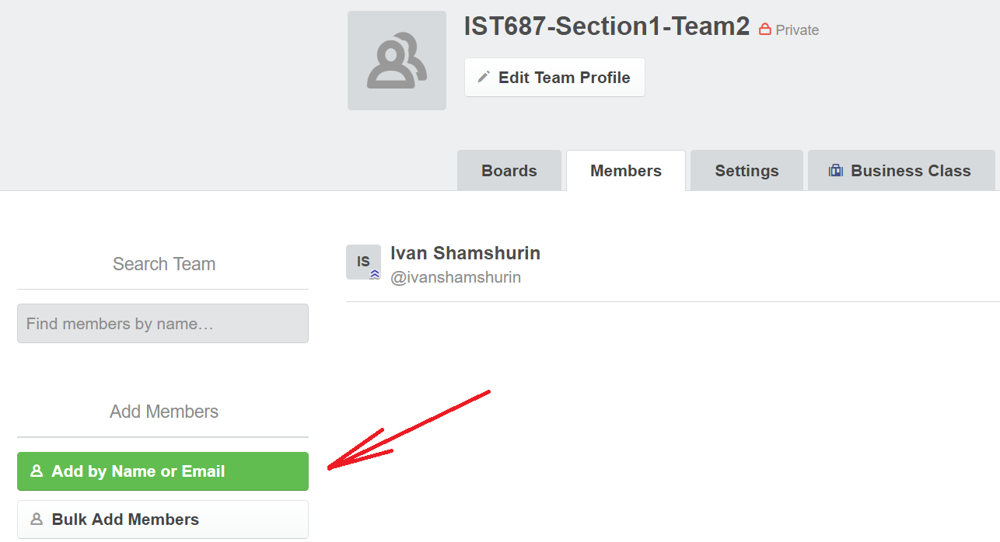 IST687-Section1-Team2 Private
Edit Team Profile
Boards Members Settings Business Class
Search Team
Find members by name…
Add Members
Add by Name or Email
Bulk Add Members
IS
Ivan Shamshurin
@ivanshamshurin